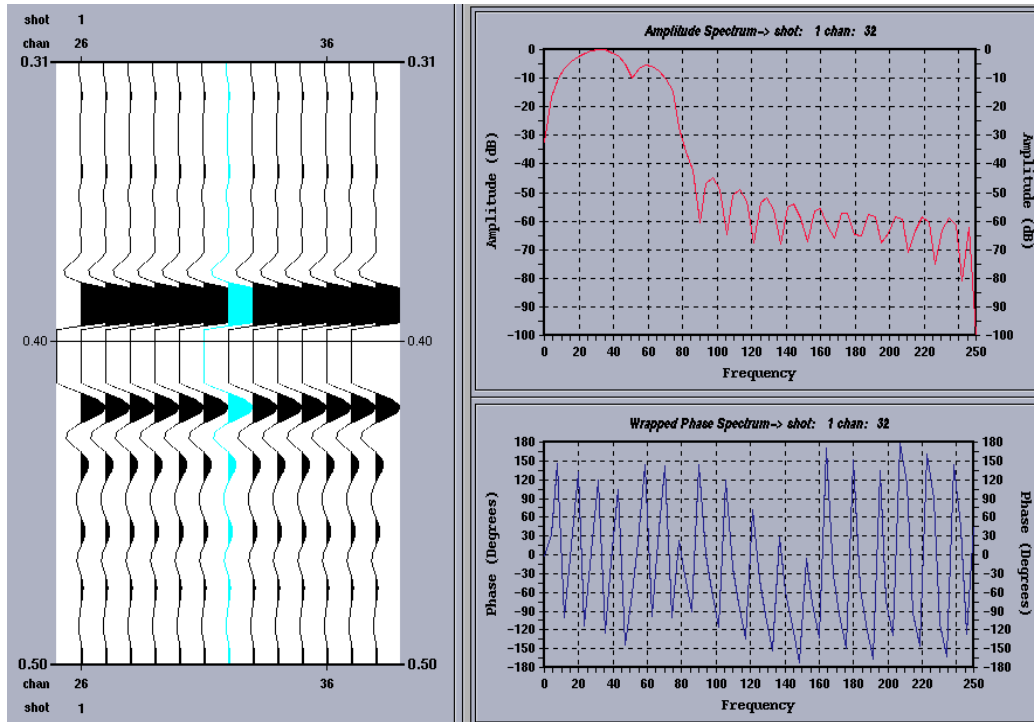 shot 1
chan 26 36
0.31 0.31
0.40 0.40
0.50 0.50
chan 26 36
shot 1
Amplitude Spectrum-> shot: 1 chan: 32
0 0
-10 -10
-20 -20
-30 -30
-40 -40
-50 -50
-60 -60
-70 -70
-80 -80
-90 -90
-100 -100
Amplitude (dB)
Amplitude (dB)
0 20 40 60 80 100 120 140 160 180 200 220 250
Frequency
Wrapped Phase Spectrum-> shot: 1 chan: 32
180 180
150 150
120 120
90 90
60 60
30 30
0 0
-30 -30
-60 -60
-90 -90
-120 -120
-150 -150
-180 -180
Phase (Degrees)
Phase (Degrees)
0 20 40 60 80 100 120 140 160 180 200 220 250
Frequency